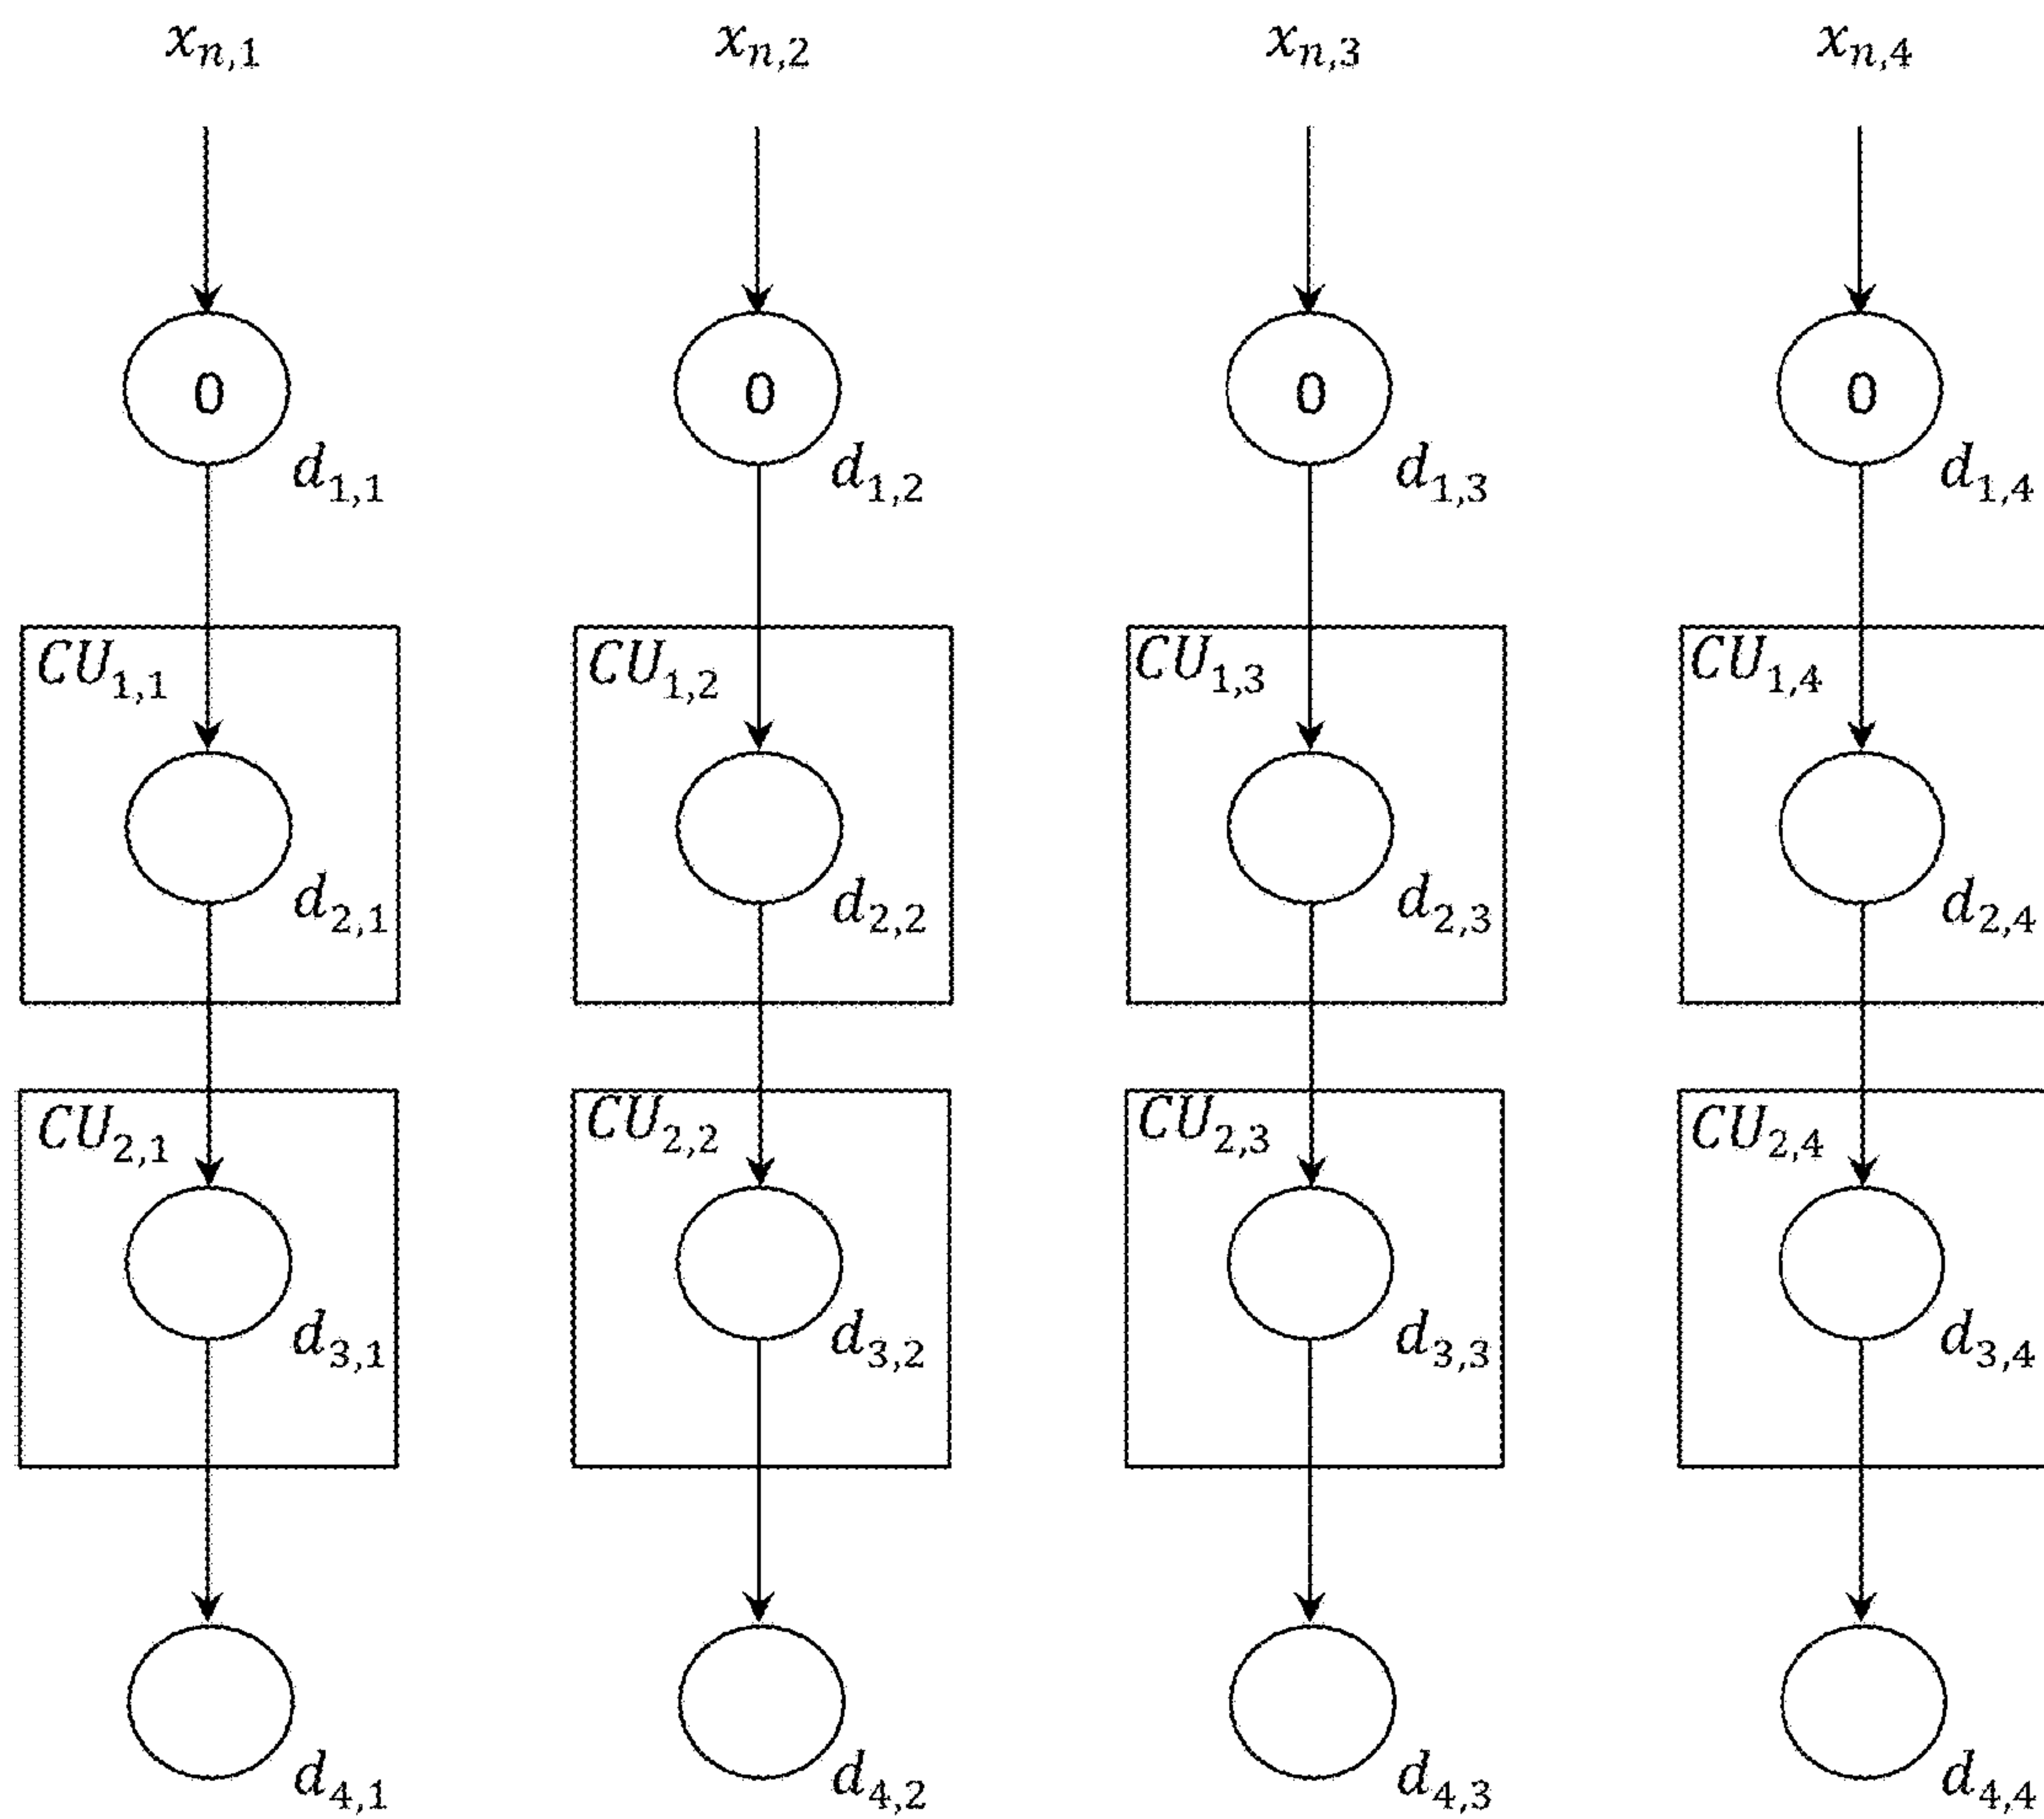 x_{n,1} x_{n,2} x_{n,3} x_{n,4}
0 0 0 0
d_{1,1} d_{1,2} d_{1,3} d_{1,4}
CU_{1,1} CU_{1,2} CU_{1,3} CU_{1,4}
d_{2,1} d_{2,2} d_{2,3} d_{2,4}
CU_{2,1} CU_{2,2} CU_{2,3} CU_{2,4}
d_{3,1} d_{3,2} d_{3,3} d_{3,4}
d_{4,1} d_{4,2} d_{4,3} d_{4,4}